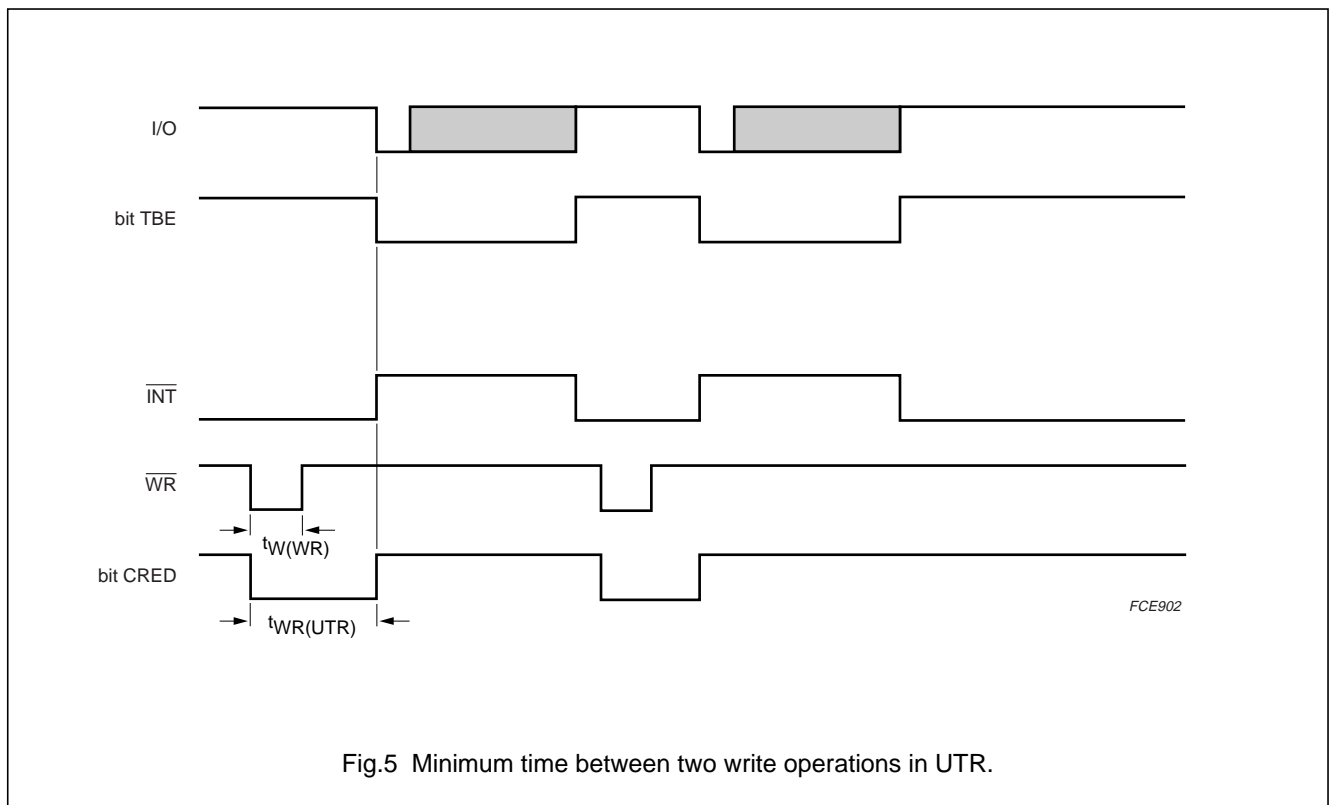 I/O
bit TBE
INT
WR
tW(WR)
bit CRED
tWR(UTR)
FCE902
Fig.5 Minimum time between two write operations in UTR.